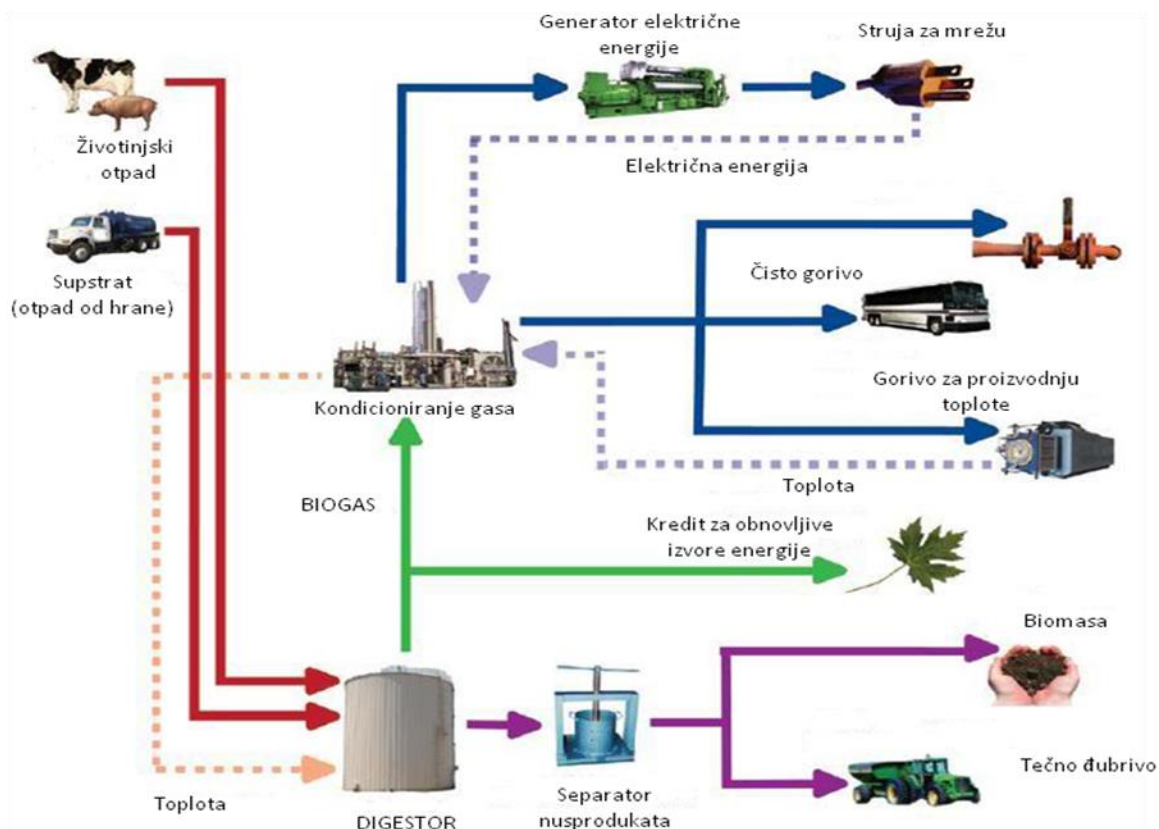 Generator električne
energije
Struja za mrežu
Životinjski
otpad
Električna energija
Supstrat
(otpad od hrane)
Čisto gorivo
Kondicioniranje gasa
Gorivo za proizvodnju
toplote
Toplota
BIOGAS
Kredit za obnovljive
izvore energije
Biomasa
Toplota
DIGESTOR
Separator
nusprodukata
Tečno đubrivo